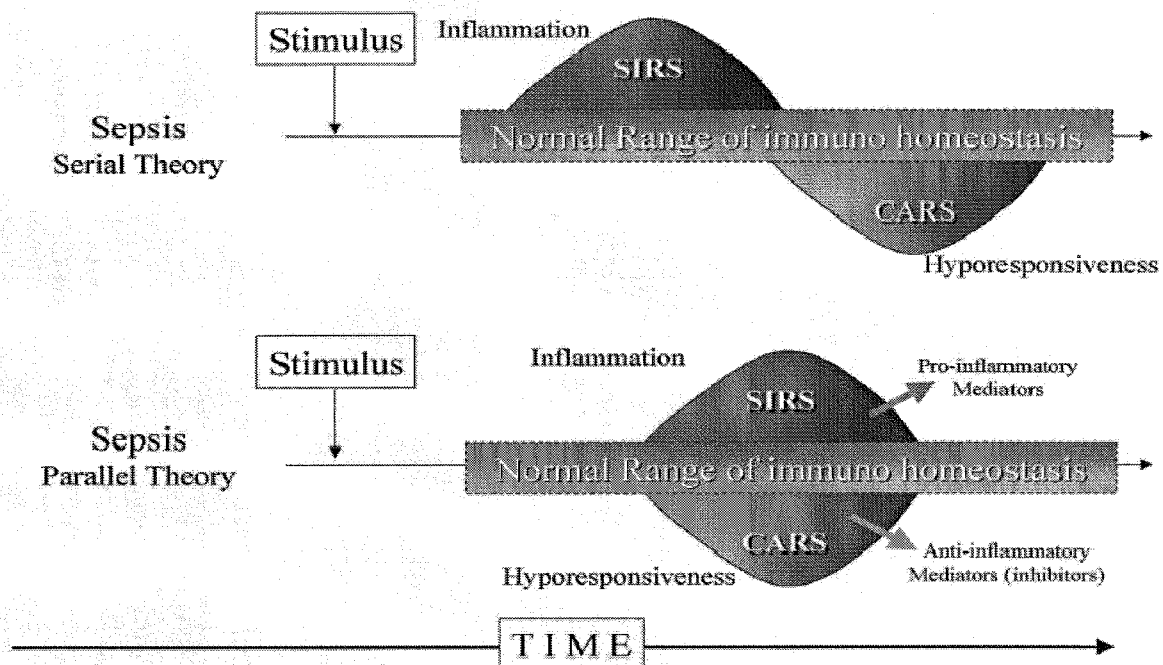 Stimulus
Inflammation
SIRS
Sepsis
Serial Theory
Normal Range of immuno homeostasis
CARS
Hyporesponsiveness
Stimulus
Inflammation
SIRS
Pro-inflammatory
Mediators
Sepsis
Parallel Theory
Normal Range of immuno homeostasis
CARS
Hyporesponsiveness
Anti-inflammatory
Mediators (inhibitors)
TIME